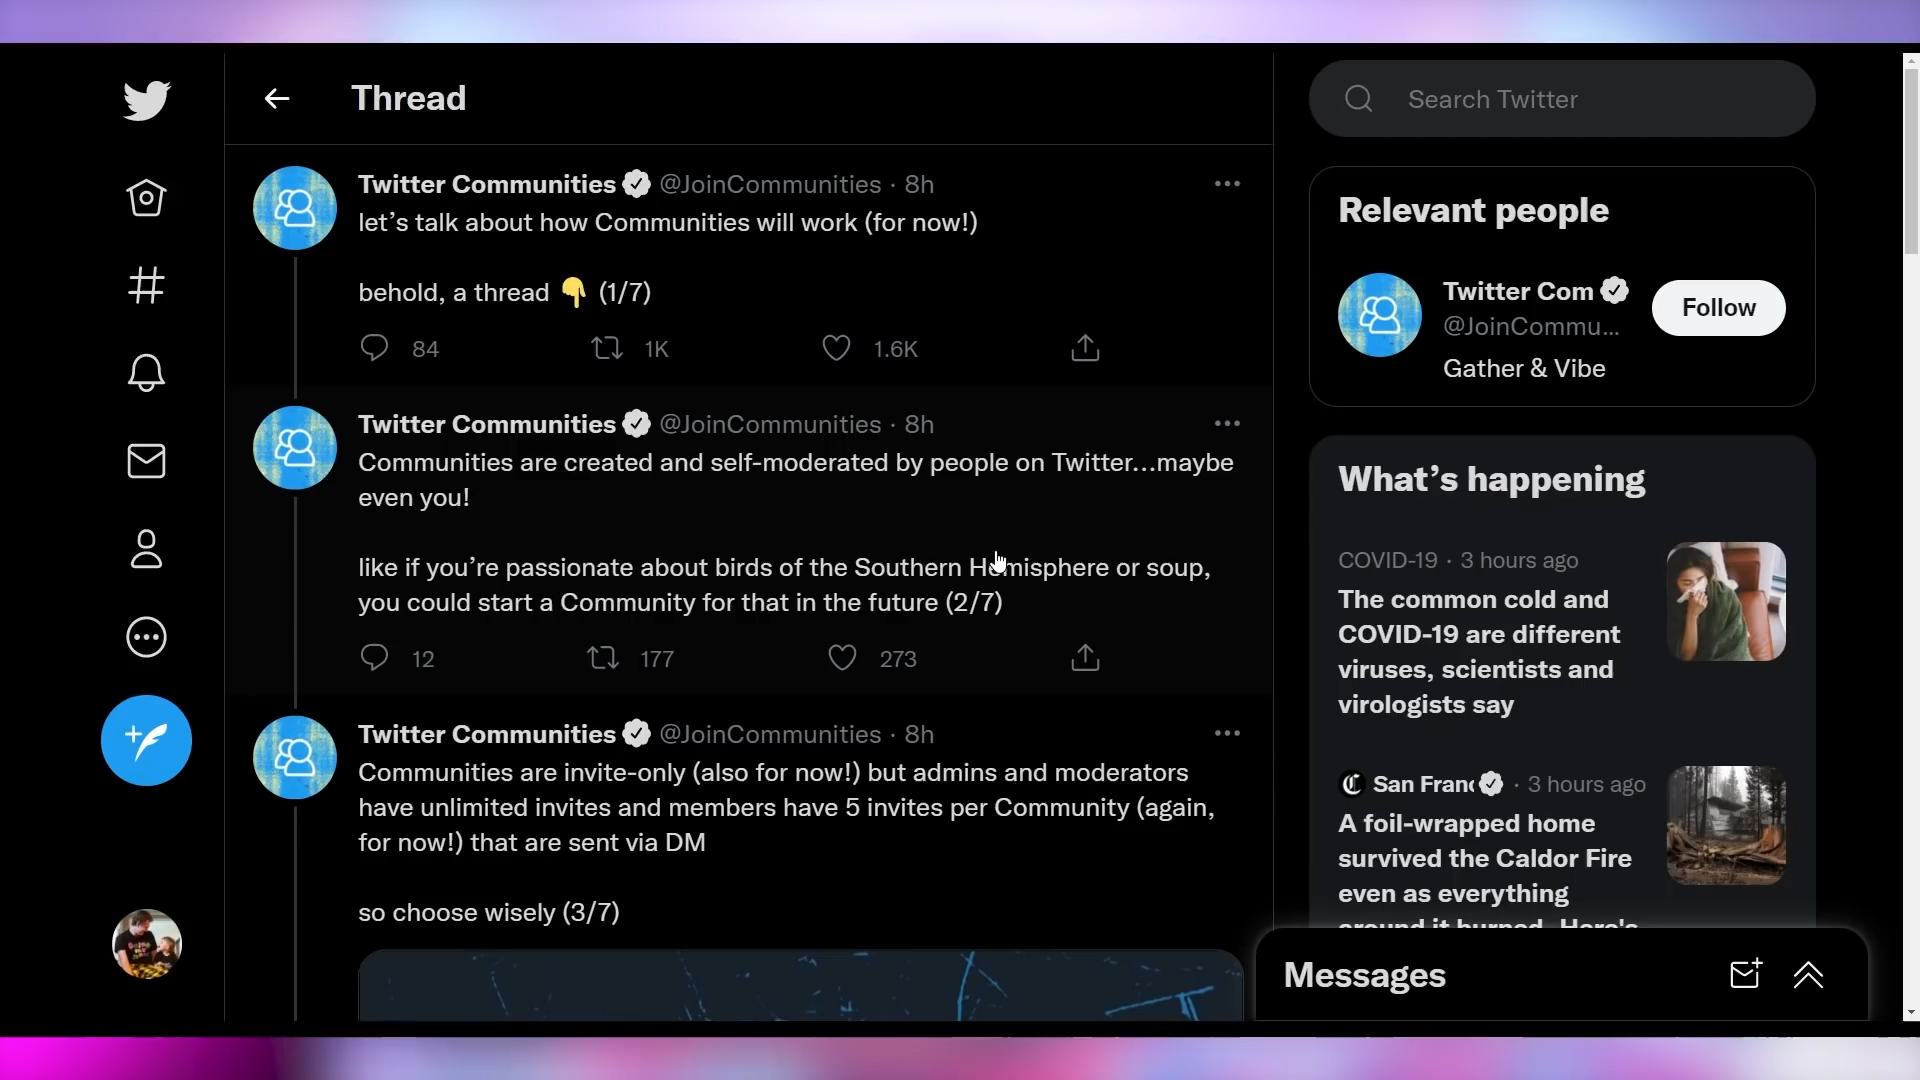 Thread
Twitter Communities @JoinCommunities · 8h
let's talk about how Communities will work (for now!)
behold, a thread 👇 (1/7)
84 1K 1.6K
Twitter Communities @JoinCommunities · 8h
Communities are created and self-moderated by people on Twitter...maybe
even you!
like if you're passionate about birds of the Southern Hemisphere or soup,
you could start a Community for that in the future (2/7)
12 177 273
Twitter Communities @JoinCommunities · 8h
Communities are invite-only (also for now!) but admins and moderators
have unlimited invites and members have 5 invites per Community (again,
for now!) that are sent via DM
so choose wisely (3/7)
Search Twitter
Relevant people
Twitter Com
@JoinCommu...
Follow
Gather & Vibe
What's happening
COVID-19 · 3 hours ago
The common cold and
COVID-19 are different
viruses, scientists and
virologists say
San Fran · 3 hours ago
A foil-wrapped home
survived the Caldor Fire
even as everything
around it burned. Here's
Messages